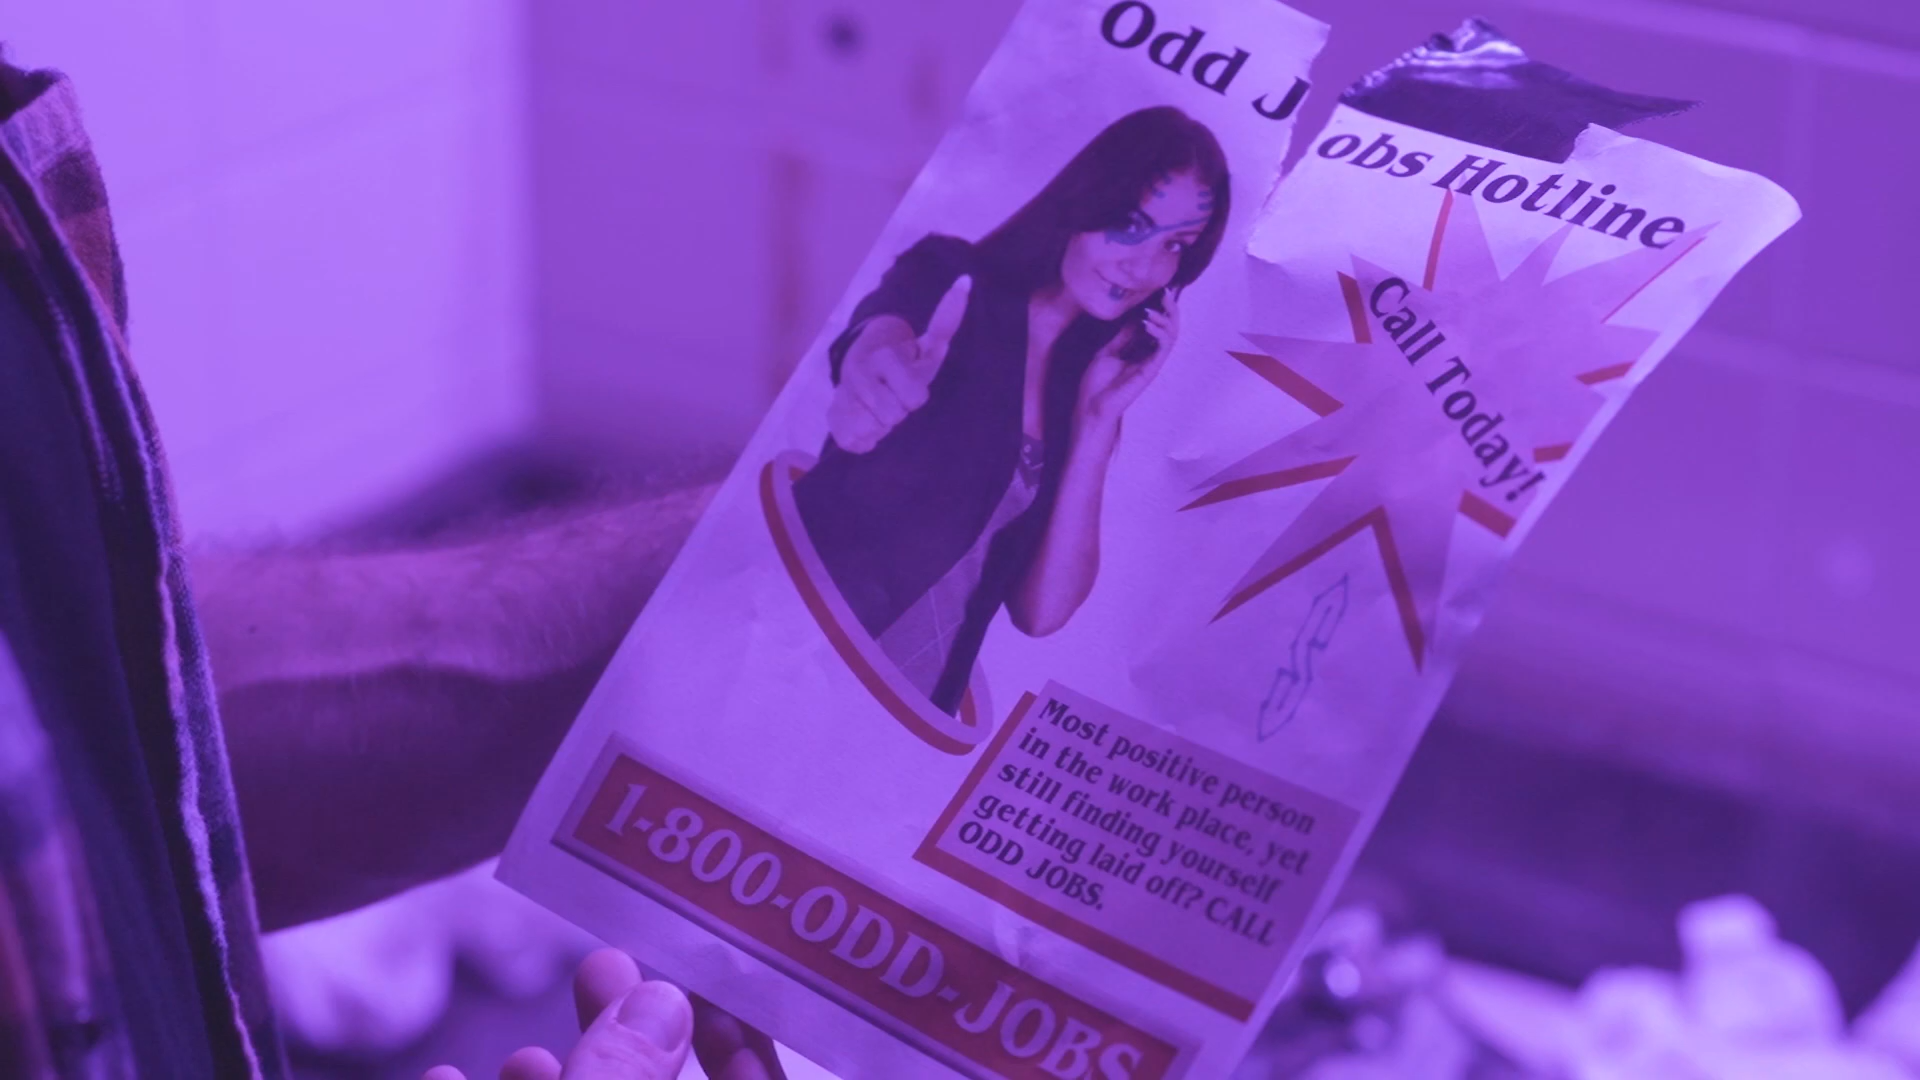 Odd Jobs Hotline
Call Today!
Most positive person
in the work place, yet
still finding yourself
getting laid off? CALL
ODD JOBS.
1-800-ODD-JOBS